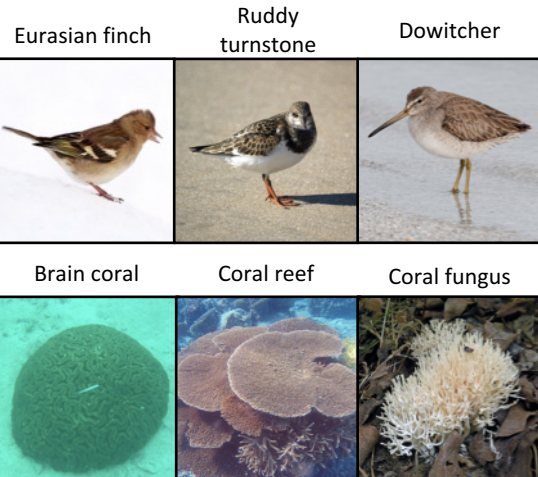 Eurasian finch
Ruddy
turnstone
Dowitcher
Brain coral
Coral reef
Coral fungus